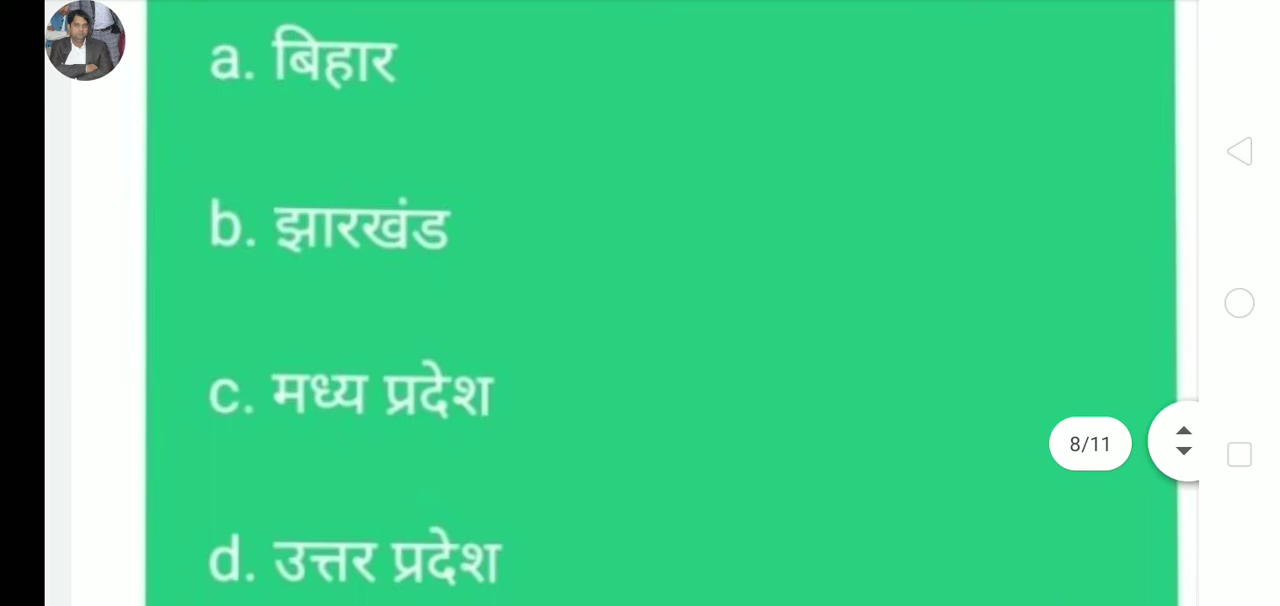 a. बिहार
b. झारखंड
c. मध्य प्रदेश
8/11
d. उत्तर प्रदेश